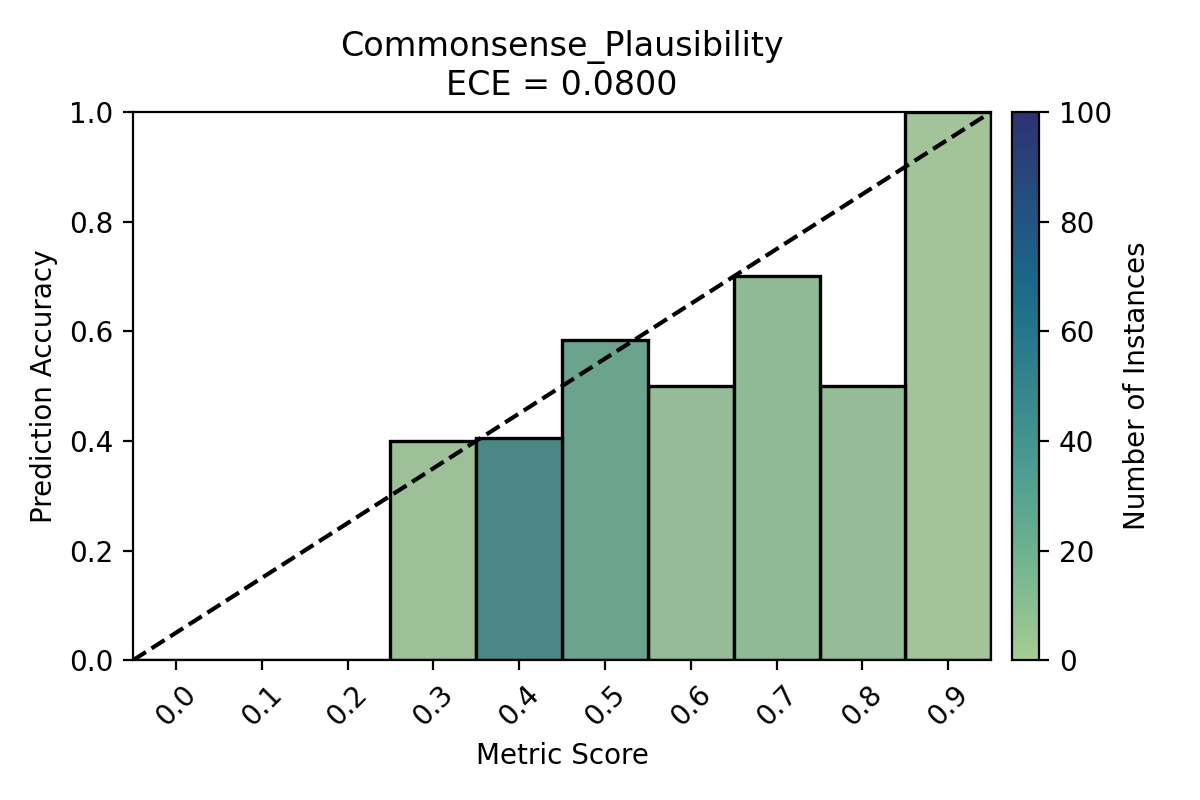 Commonsense_Plausibility
ECE = 0.0800
Prediction Accuracy
1.0
0.8
0.6
0.4
0.2
0.0
0.0 0.1 0.2 0.3 0.4 0.5 0.6 0.7 0.8 0.9
Metric Score
100
80
60
40
20
0
Number of Instances